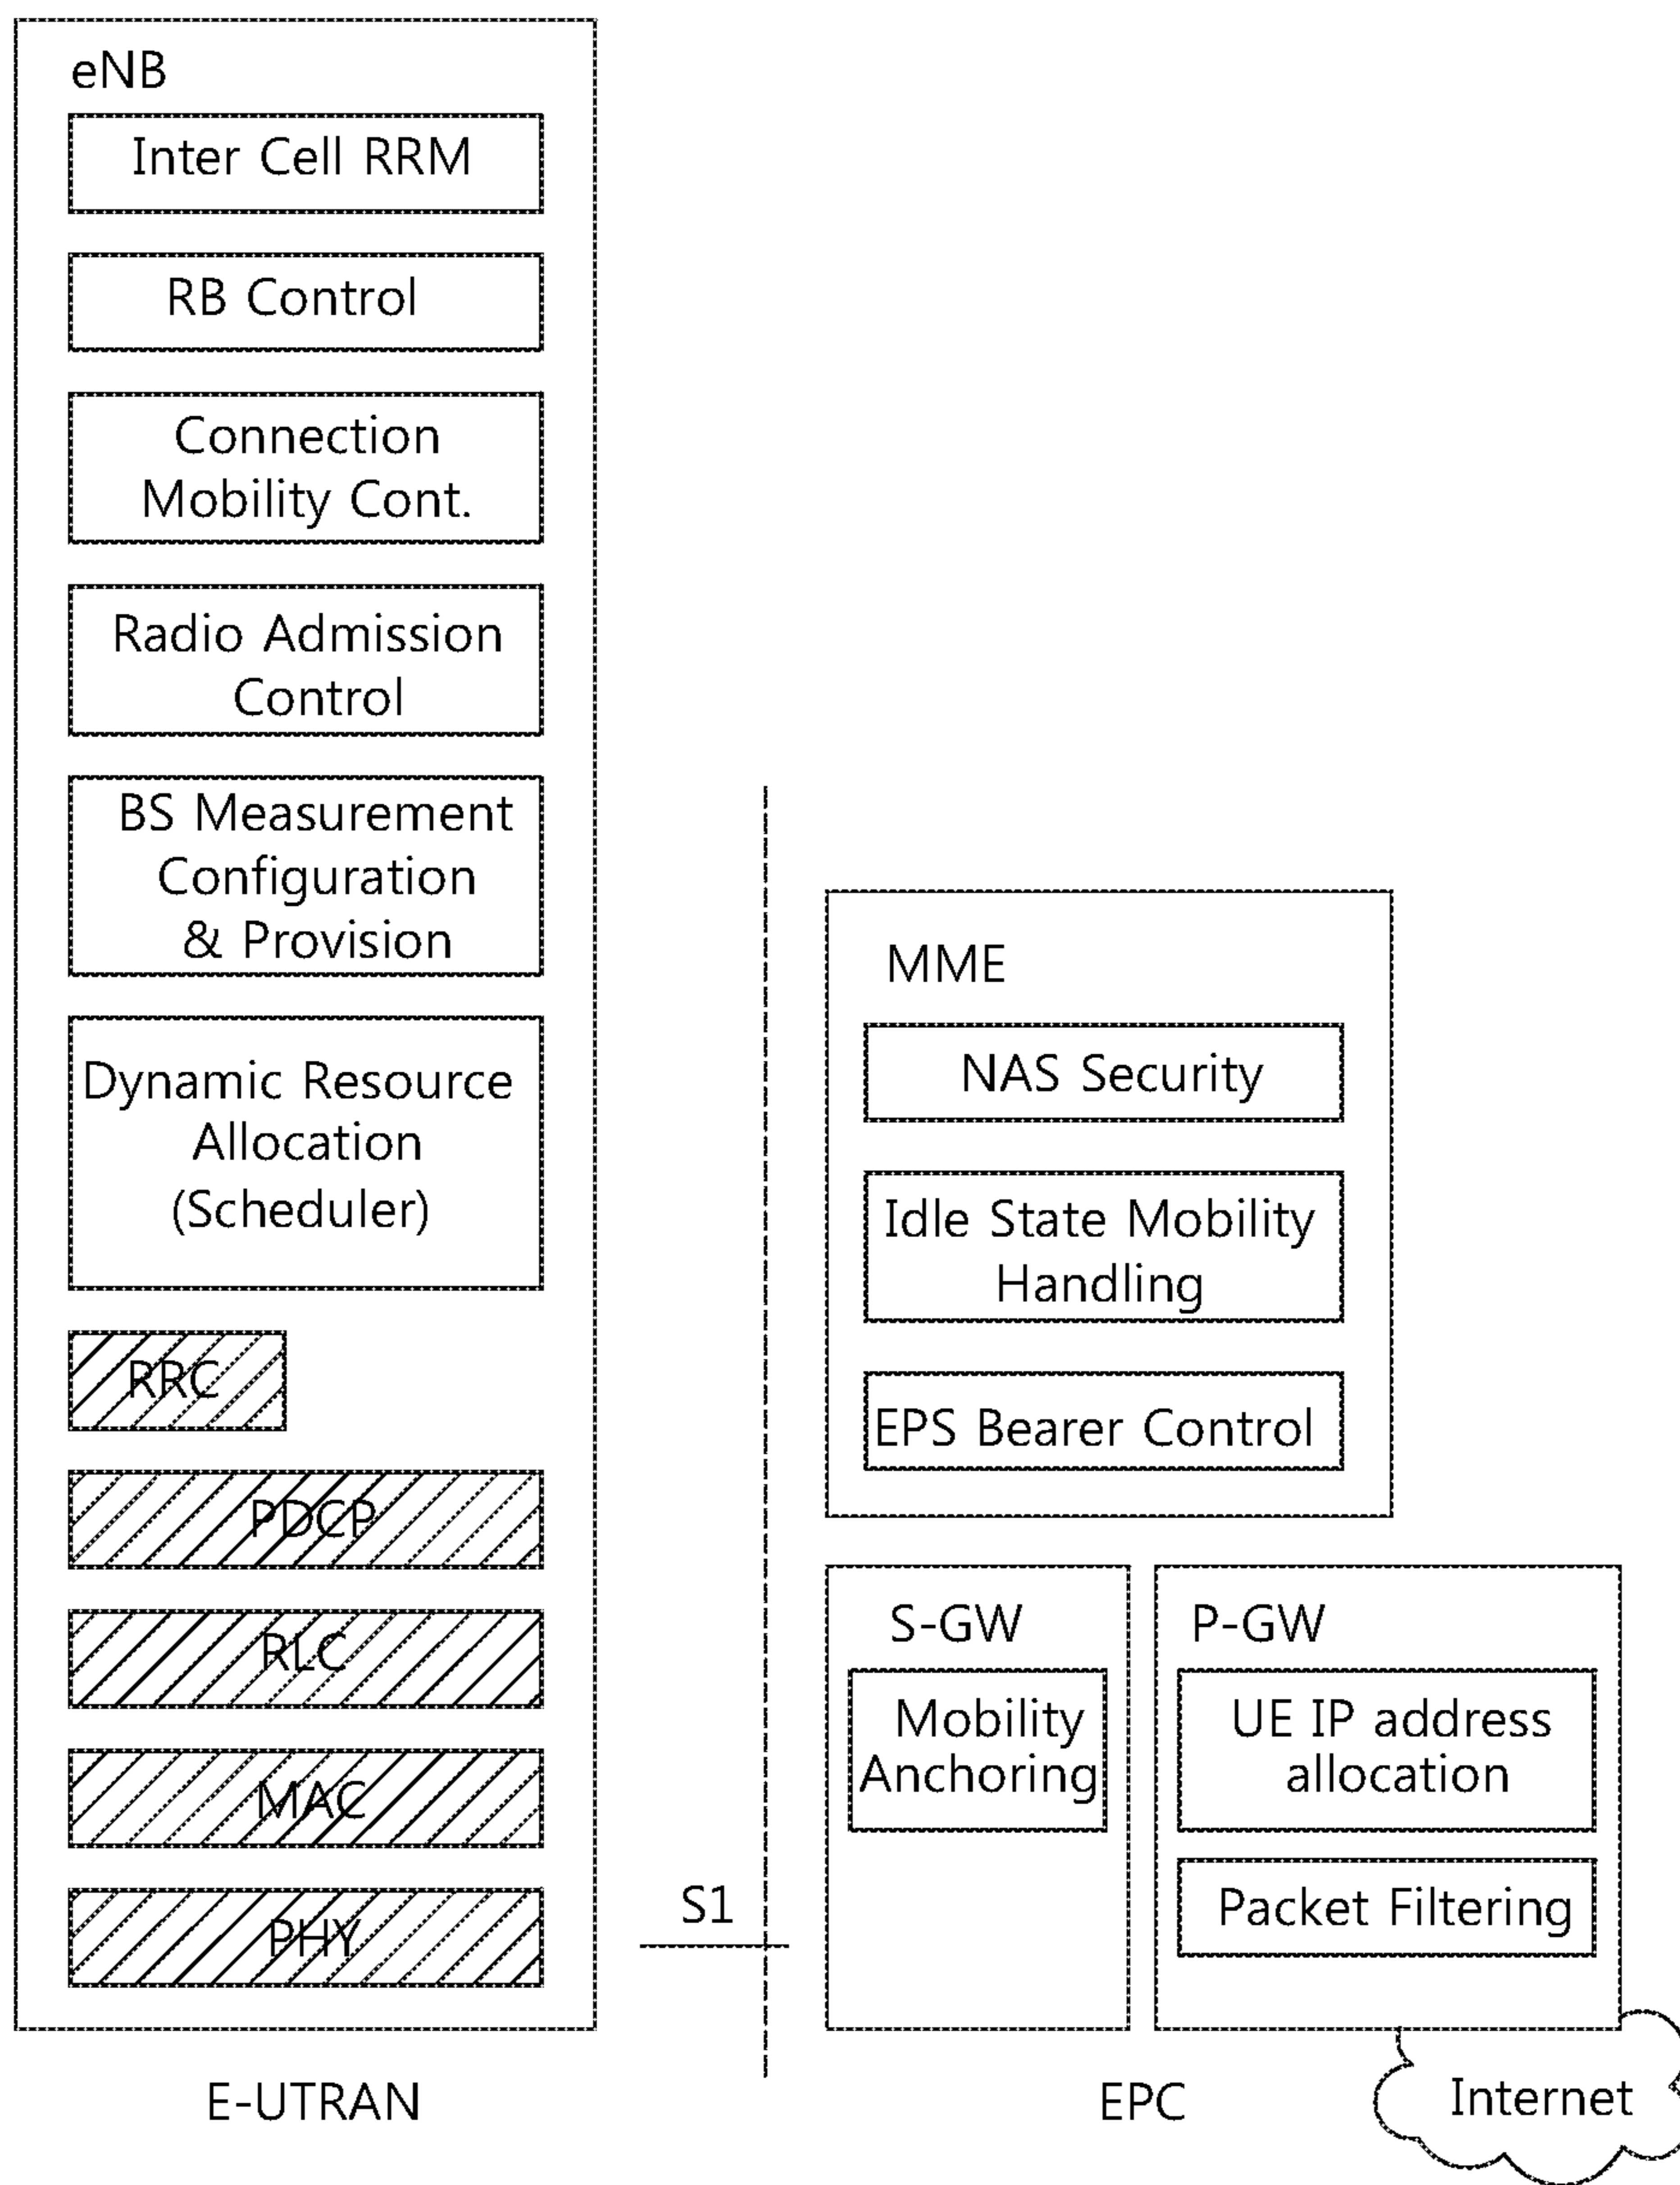 eNB
Inter Cell RRM
RB Control
Connection
Mobility Cont.
Radio Admission
Control
BS Measurement
Configuration
& Provision
Dynamic Resource
Allocation
(Scheduler)
RRC
PDCP
RLC
MAC
PHY
E-UTRAN
S1
MME
NAS Security
Idle State Mobility
Handling
EPS Bearer Control
S-GW
Mobility
Anchoring
P-GW
UE IP address
allocation
Packet Filtering
EPC
Internet